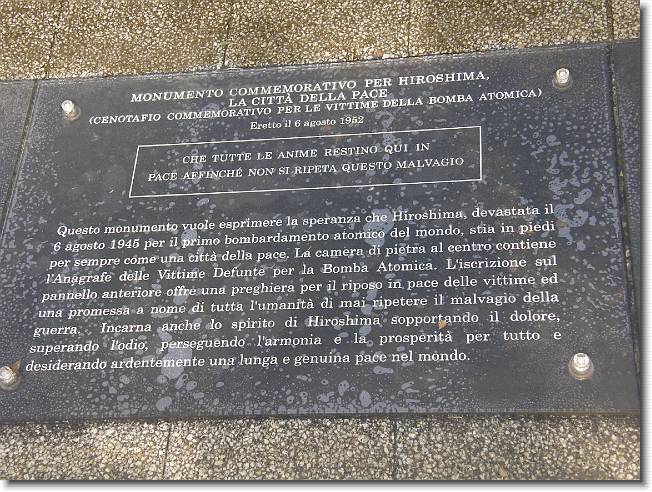 MONUMENTO COMMEMORATIVO PER HIROSHIMA,
LA CITTÀ DELLA PACE
(CENOTAFIO COMMEMORATIVO PER LE VITTIME DELLA BOMBA ATOMICA)
Eretto il 6 agosto 1952
CHE TUTTE LE ANIME RESTINO QUI IN
PACE AFFINCHÉ NON SI RIPETA QUESTO MALVAGIO
Questo monumento vuole esprimere la speranza che Hiroshima, devastata il
6 agosto 1945 per il primo bombardamento atomico del mondo, stia in piedi
per sempre come una città della pace. La camera di pietra al centro contiene
l'Anagrafe delle Vittime Defunte per la Bomba Atomica. L'iscrizione sul
pannello anteriore offre una preghiera per il riposo in pace delle vittime ed
una promessa a nome di tutta l'umanità di mai ripetere il malvagio della
guerra. Incarna anche lo spirito di Hiroshima sopportando il dolore,
superando l'odio, perseguendo l'armonia e la prosperità per tutto e
desiderando ardentemente una lunga e genuina pace nel mondo.